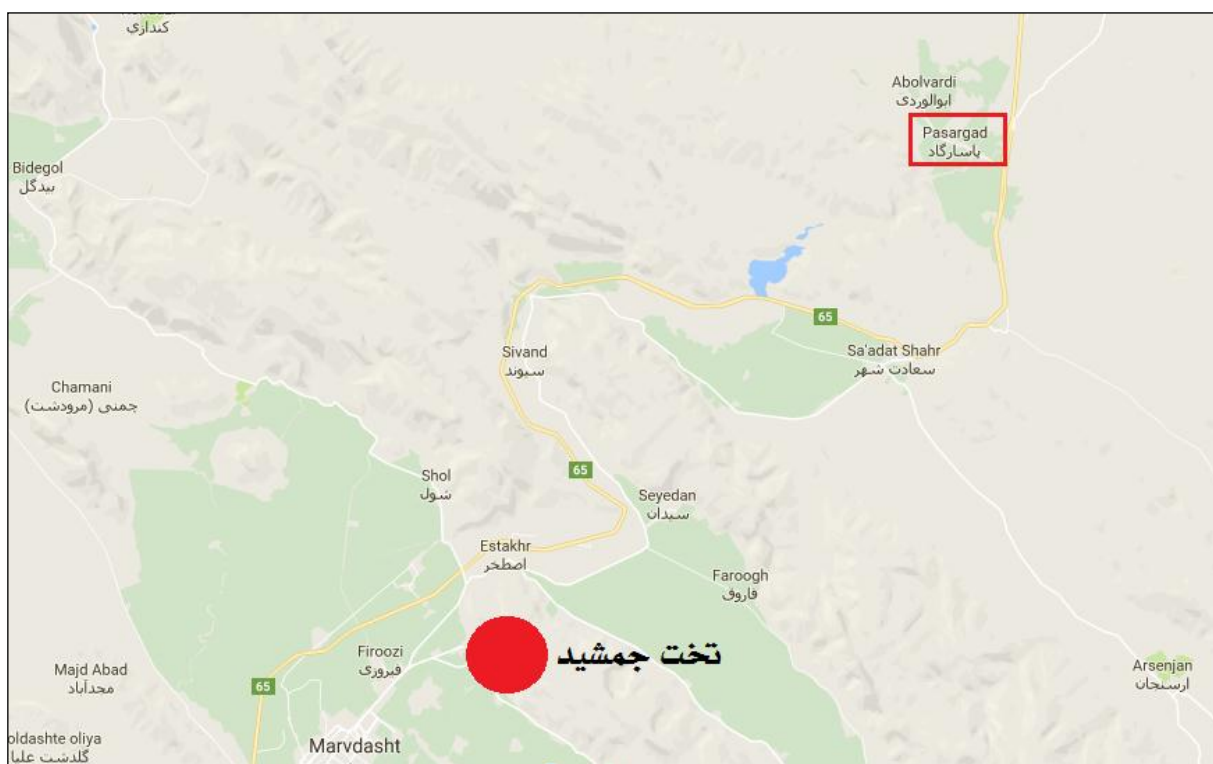 کنداری
Abolvardi
ابوالوردی
Pasargad
پاسارگاد
Bidegol
بیدگل
65
Sa'adat Shahr
سعادت شهر
Sivand
سیوند
Chamani
چمنی (مرودشت)
65
Shol
شول
Seyedan
سیدان
Estakhr
اصطخر
Faroogh
فاروق
تخت جمشید
Firoozi
فیروزی
Majd Abad
مجدآباد
65
Arsenjan
ارسنجان
Marvdasht
oldashte oliya
گلدشت علیا